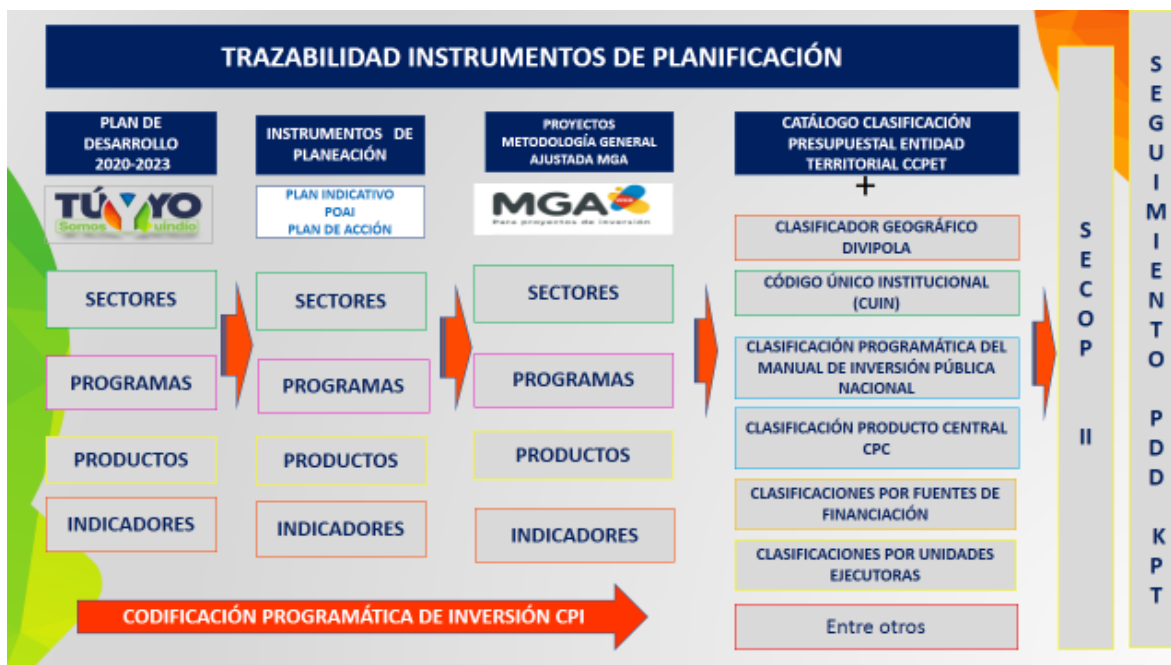 TRAZABILIDAD INSTRUMENTOS DE PLANIFICACIÓN
PLAN DE
DESARROLLO
2020-2023
TÚ Y YO
Somos Quindio
SECTORES
PROGRAMAS
PRODUCTOS
INDICADORES
INSTRUMENTOS DE
PLANEACIÓN
PLAN INDICATIVO
POAI
PLAN DE ACCIÓN
SECTORES
PROGRAMAS
PRODUCTOS
INDICADORES
PROYECTOS
METODOLOGÍA GENERAL
AJUSTADA MGA
MGA
Para proyectos de inversión
SECTORES
PROGRAMAS
PRODUCTOS
INDICADORES
CODIFICACIÓN PROGRAMÁTICA DE INVERSIÓN CPI
CATÁLOGO CLASIFICACIÓN
PRESUPUESTAL ENTIDAD
TERRITORIAL CCPET
+
CLASIFICADOR GEOGRÁFICO
DIVIPOLA
CÓDIGO ÚNICO INSTITUCIONAL
(CUIN)
CLASIFICACIÓN PROGRAMÁTICA DEL
MANUAL DE INVERSIÓN PÚBLICA
NACIONAL
CLASIFICACIÓN PRODUCTO CENTRAL
CPC
CLASIFICACIONES POR FUENTES DE
FINANCIACIÓN
CLASIFICACIONES POR UNIDADES
EJECUTORAS
Entre otros
SECOP II
SEGUIMIENTO PDD KPT